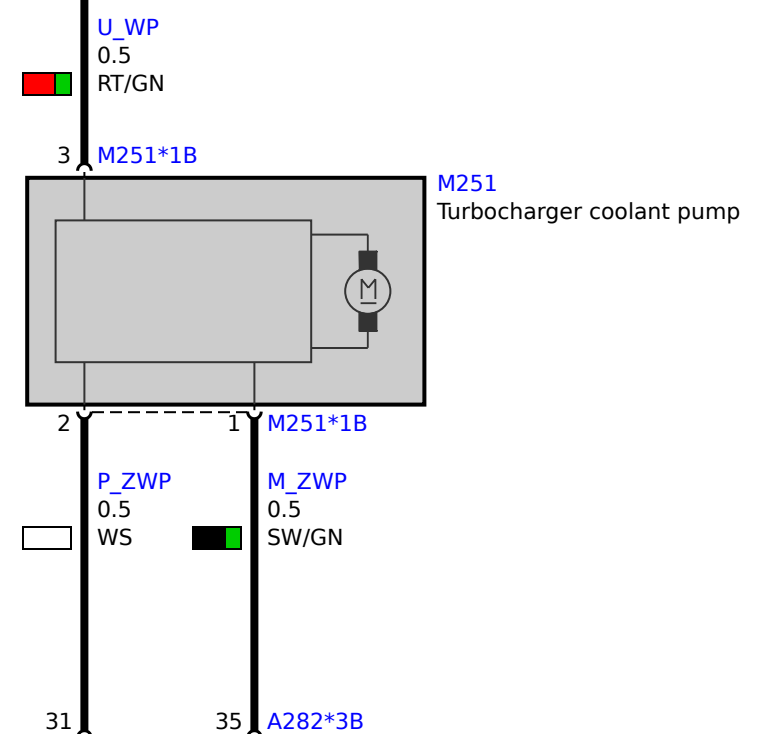 U_WP
0.5
RT/GN
3 M251*1B
M251
Turbocharger coolant pump
M
2 1 M251*1B
P_ZWP M_ZWP
0.5 0.5
WS SW/GN
31 35 A282*3B